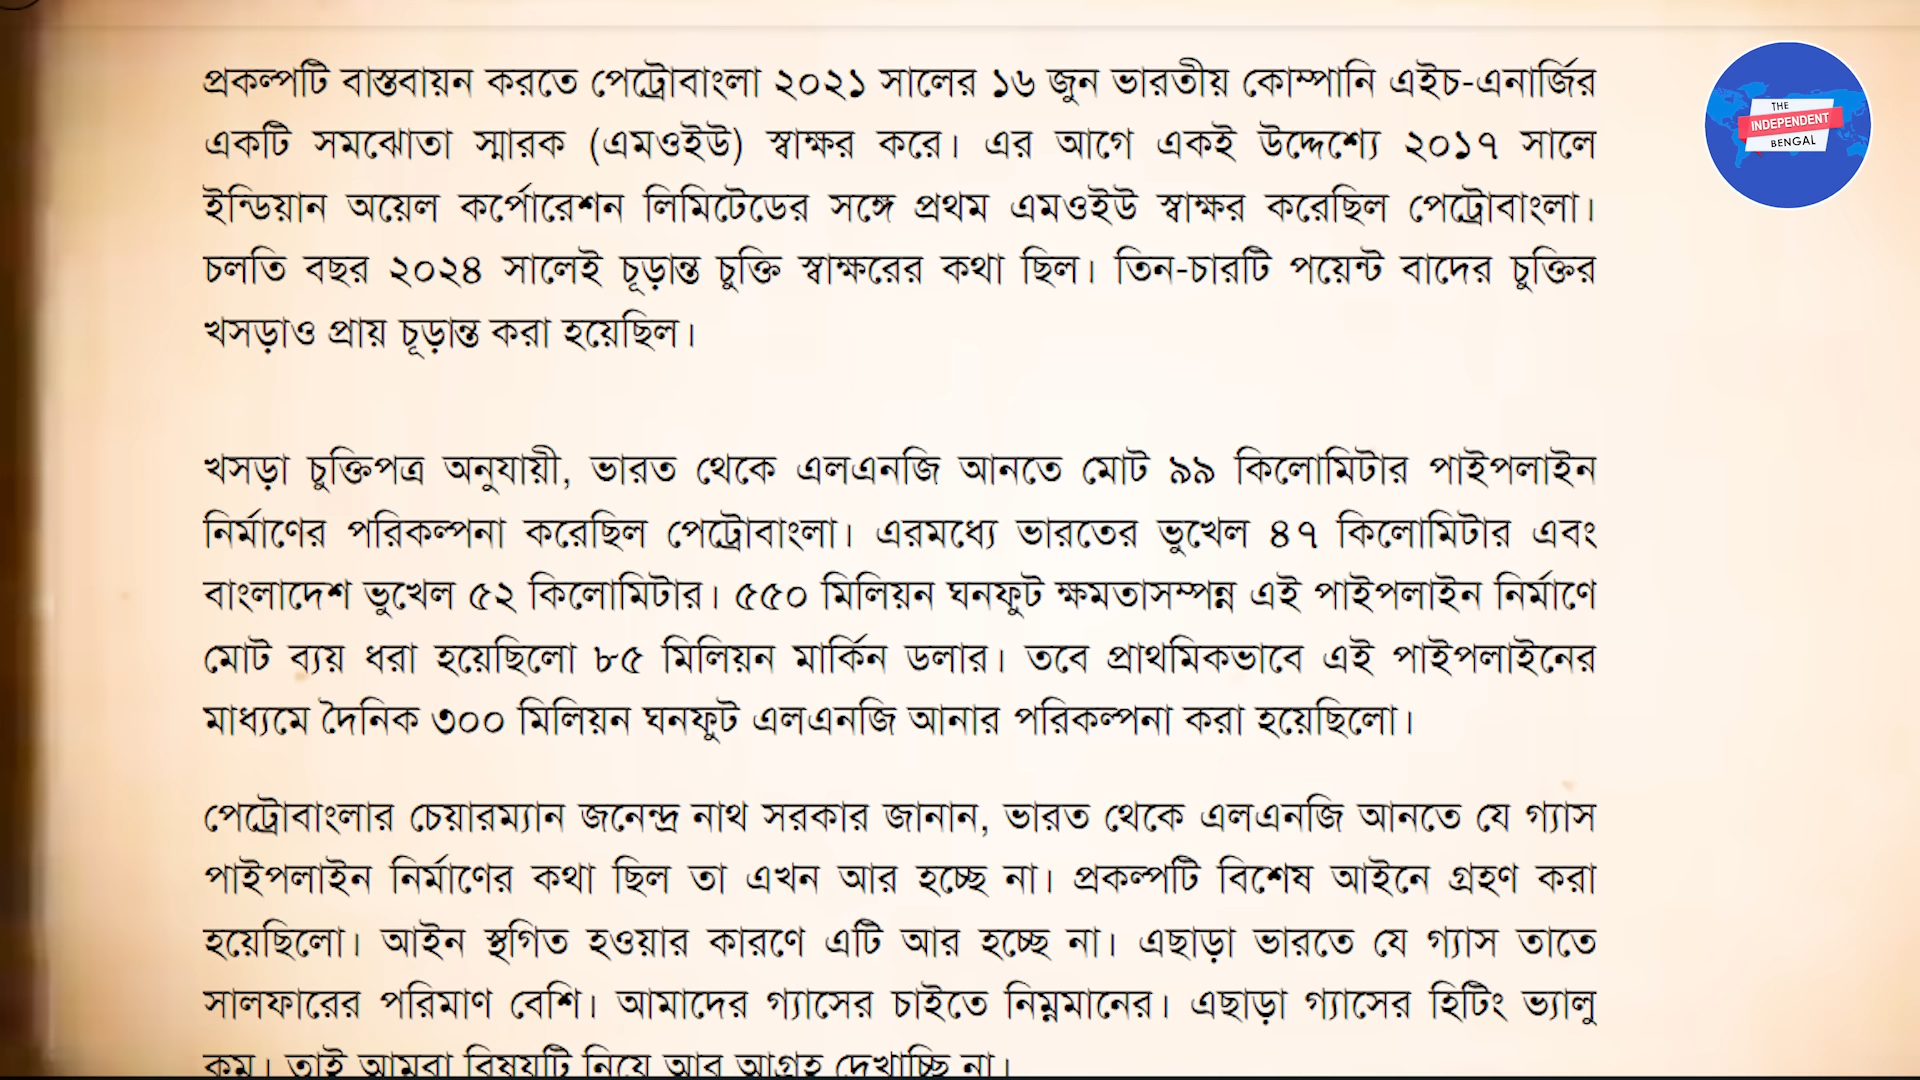 প্রকল্পটি বাস্তবায়ন করতে পেট্রোবাংলা ২০২১ সালের ১৬ জুন ভারতীয় কোম্পানি এইচ-এনার্জির
একটি সমঝোতা স্মারক (এমওইউ) স্বাক্ষর করে। এর আগে একই উদ্দেশ্যে ২০১৭ সালে
ইন্ডিয়ান অয়েল কর্পোরেশন লিমিটেডের সঙ্গে প্রথম এমওইউ স্বাক্ষর করেছিল পেট্রোবাংলা।
চলতি বছর ২০২৪ সালেই চূড়ান্ত চুক্তি স্বাক্ষরের কথা ছিল। তিন-চারটি পয়েন্ট বাদের চুক্তির
খসড়াও প্রায় চূড়ান্ত করা হয়েছিল।
খসড়া চুক্তিপত্র অনুযায়ী, ভারত থেকে এলএনজি আনতে মোট ৯৯ কিলোমিটার পাইপলাইন
নির্মাণের পরিকল্পনা করেছিল পেট্রোবাংলা। এরমধ্যে ভারতের ভুখেল ৪৭ কিলোমিটার এবং
বাংলাদেশ ভুখেল ৫২ কিলোমিটার। ৫৫০ মিলিয়ন ঘনফুট ক্ষমতাসম্পন্ন এই পাইপলাইন নির্মাণে
মোট ব্যয় ধরা হয়েছিলো ৮৫ মিলিয়ন মার্কিন ডলার। তবে প্রাথমিকভাবে এই পাইপলাইনের
মাধ্যমে দৈনিক ৩০০ মিলিয়ন ঘনফুট এলএনজি আনার পরিকল্পনা করা হয়েছিলো।
পেট্রোবাংলার চেয়ারম্যান জনেন্দ্র নাথ সরকার জানান, ভারত থেকে এলএনজি আনতে যে গ্যাস
পাইপলাইন নির্মাণের কথা ছিল তা এখন আর হচ্ছে না। প্রকল্পটি বিশেষ আইনে গ্রহণ করা
হয়েছিলো। আইন স্থগিত হওয়ার কারণে এটি আর হচ্ছে না। এছাড়া ভারতে যে গ্যাস তাতে
সালফারের পরিমাণ বেশি। আমাদের গ্যাসের চাইতে নিম্নমানের। এছাড়া গ্যাসের হিটিং ভ্যালু
কম। তাই আমরা বিষয়টি নিয়ে আর আগ্রহ দেখাচ্ছি না।
THE
INDEPENDENT
BENGAL